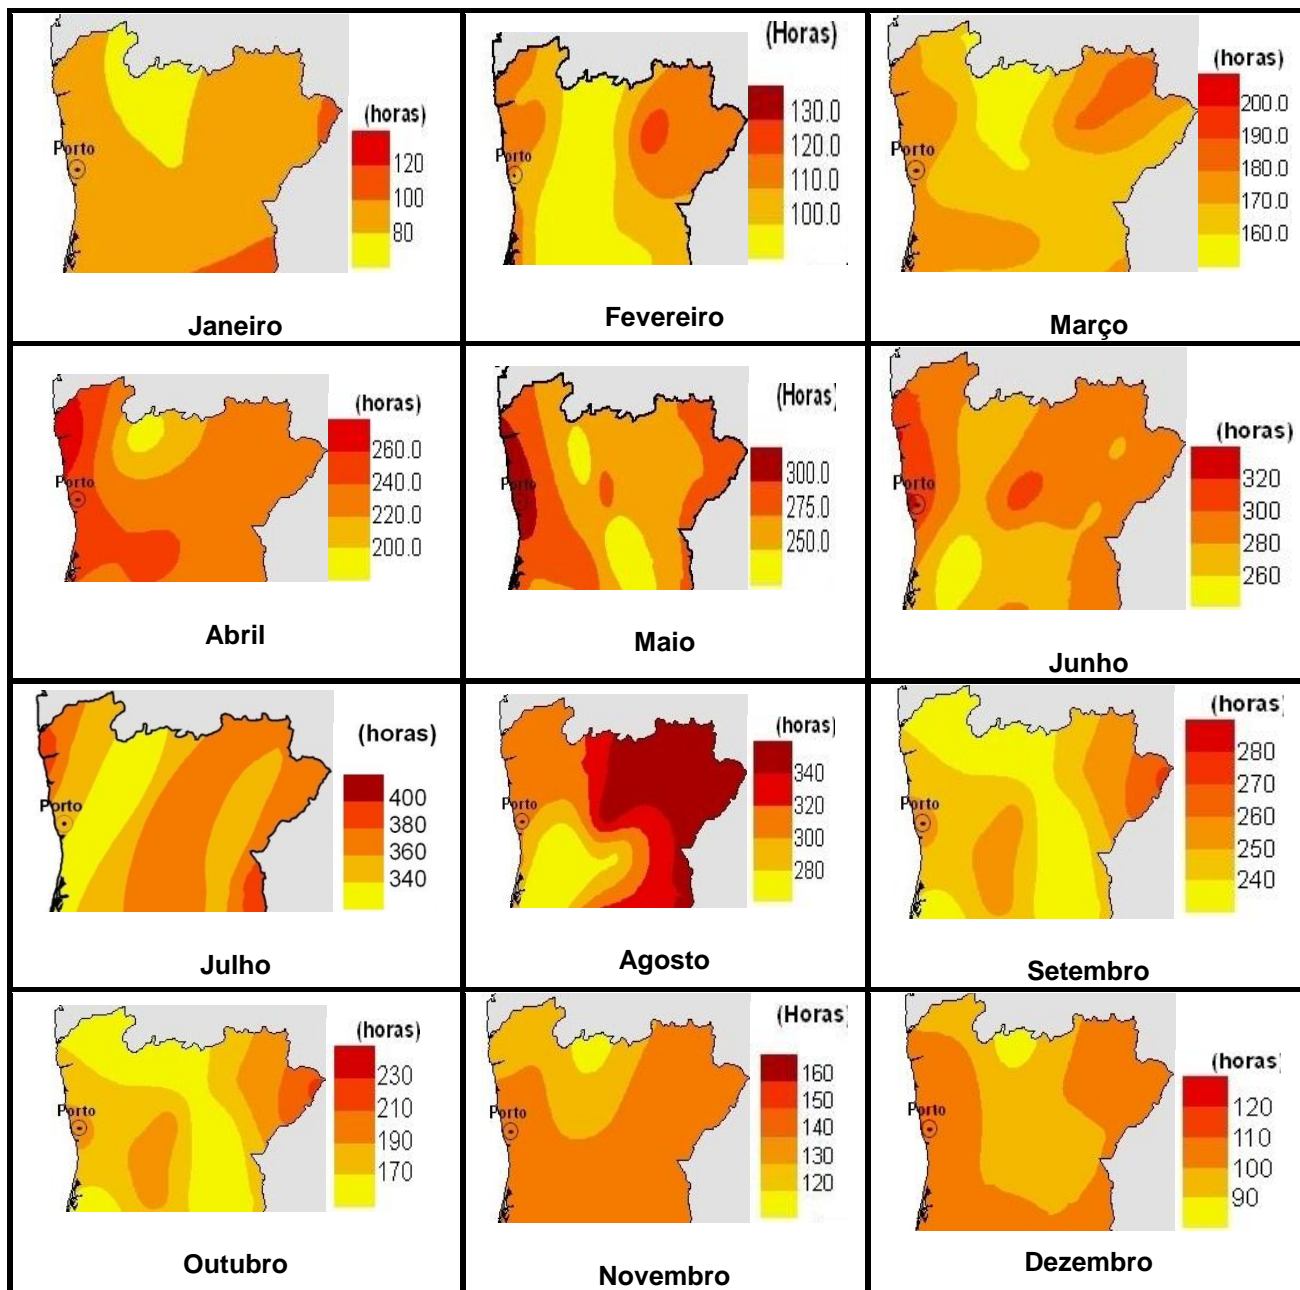 (horas)
Porto
120
100
80
Janeiro
(Horas)
Porto
130.0
120.0
110.0
100.0
Fevereiro
(horas)
Porto
200.0
190.0
180.0
170.0
160.0
Março
(horas)
Porto
260.0
240.0
220.0
200.0
Abril
(Horas)
Porto
300.0
275.0
250.0
Maio
(horas)
Porto
320
300
280
260
Junho
(horas)
Porto
400
380
360
340
Julho
(horas)
Porto
340
320
300
280
Agosto
(horas)
Porto
280
270
260
250
240
Setembro
(horas)
Porto
230
210
190
170
Outubro
(Horas)
Porto
160
150
140
130
120
Novembro
(horas)
Porto
120
110
100
90
Dezembro